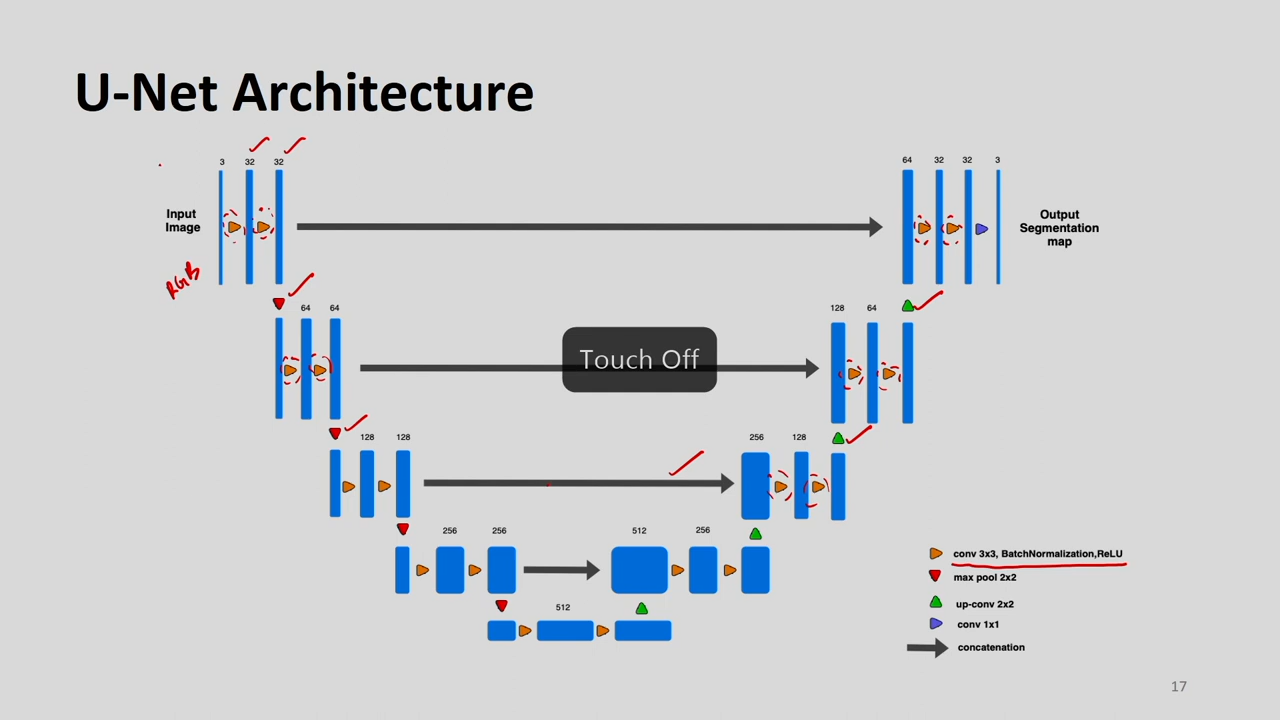 U-Net Architecture
3 32 32
64 32 32 3
Input
Image
Output
Segmentation
map
RGB
64 64
128 64
Touch Off
128 128
256 128
256 256
512 256
512
conv 3x3, BatchNormalization,ReLU
max pool 2x2
up-conv 2x2
conv 1x1
concatenation
17